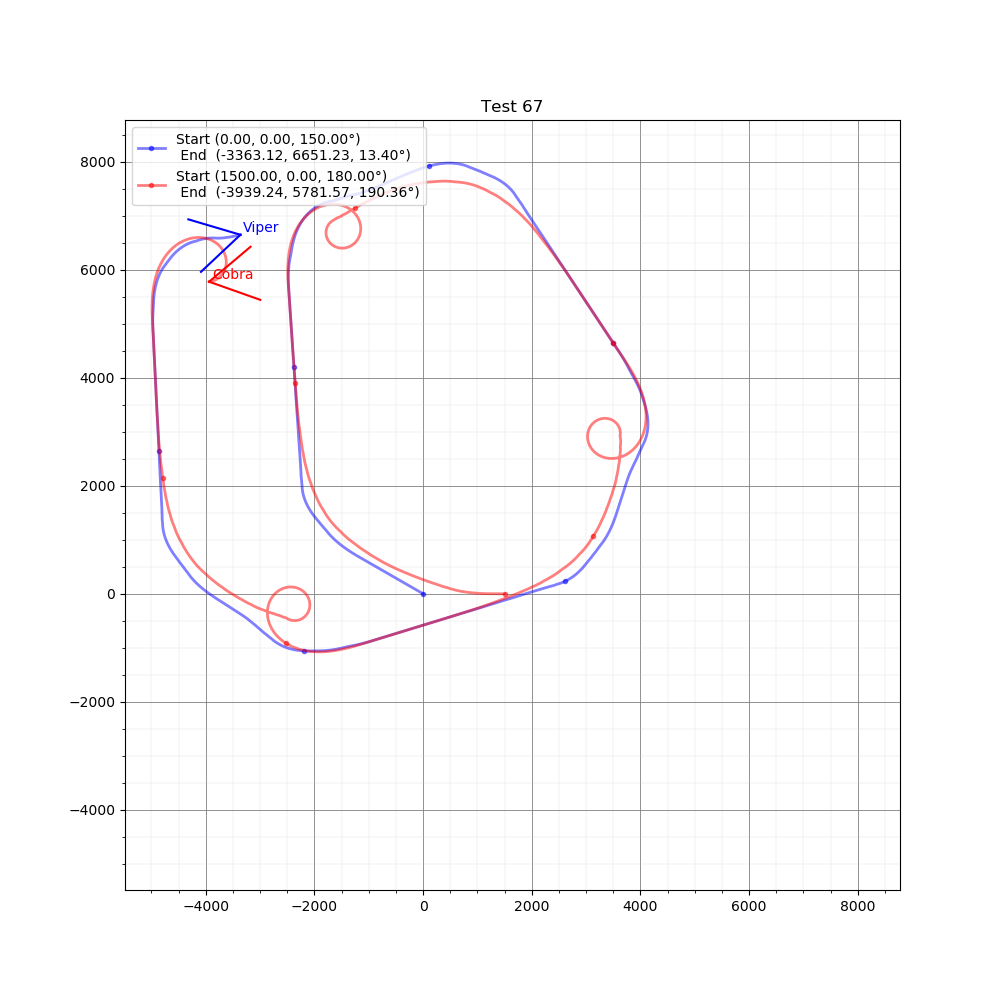 Test 67
Start (0.00, 0.00, 150.00°)
End  (-3363.12, 6651.23, 13.40°)
Start (1500.00, 0.00, 180.00°)
End  (-3939.24, 5781.57, 190.36°)
Viper
Cobra
8000
6000
4000
2000
0
−2000
−4000
−4000
−2000
0
2000
4000
6000
8000